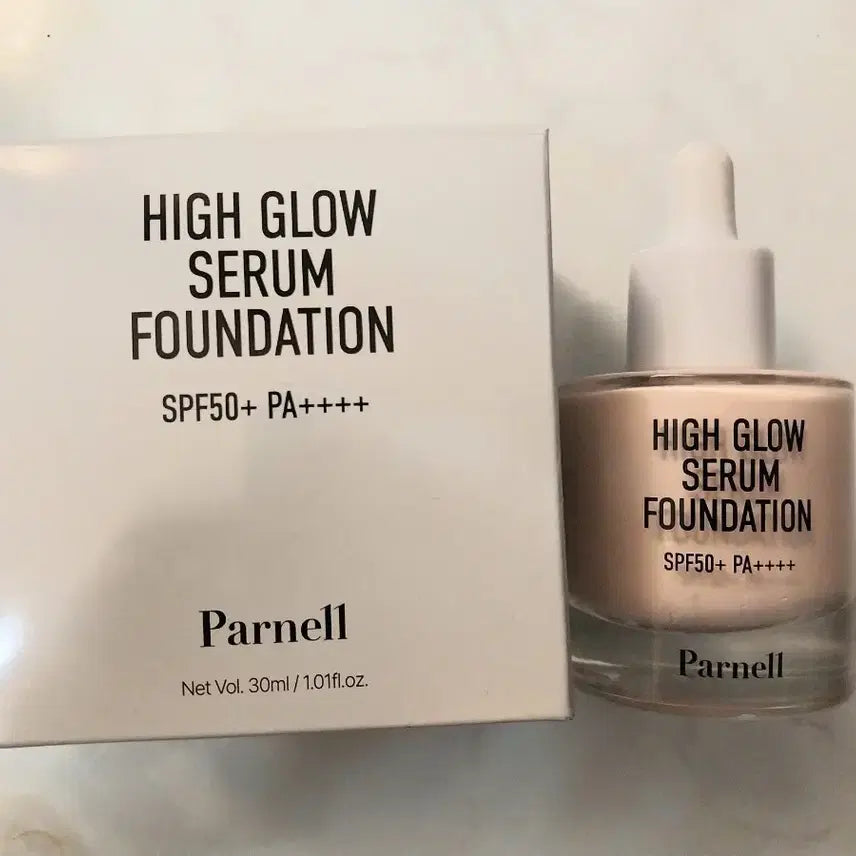 HIGH GLOW
SERUM
FOUNDATION
SPF50+ PA++++
Parnell
Net Vol. 30ml / 1.01fl.oz.
HIGH GLOW
SERUM
FOUNDATION
SPF50+ PA++++
Parnell